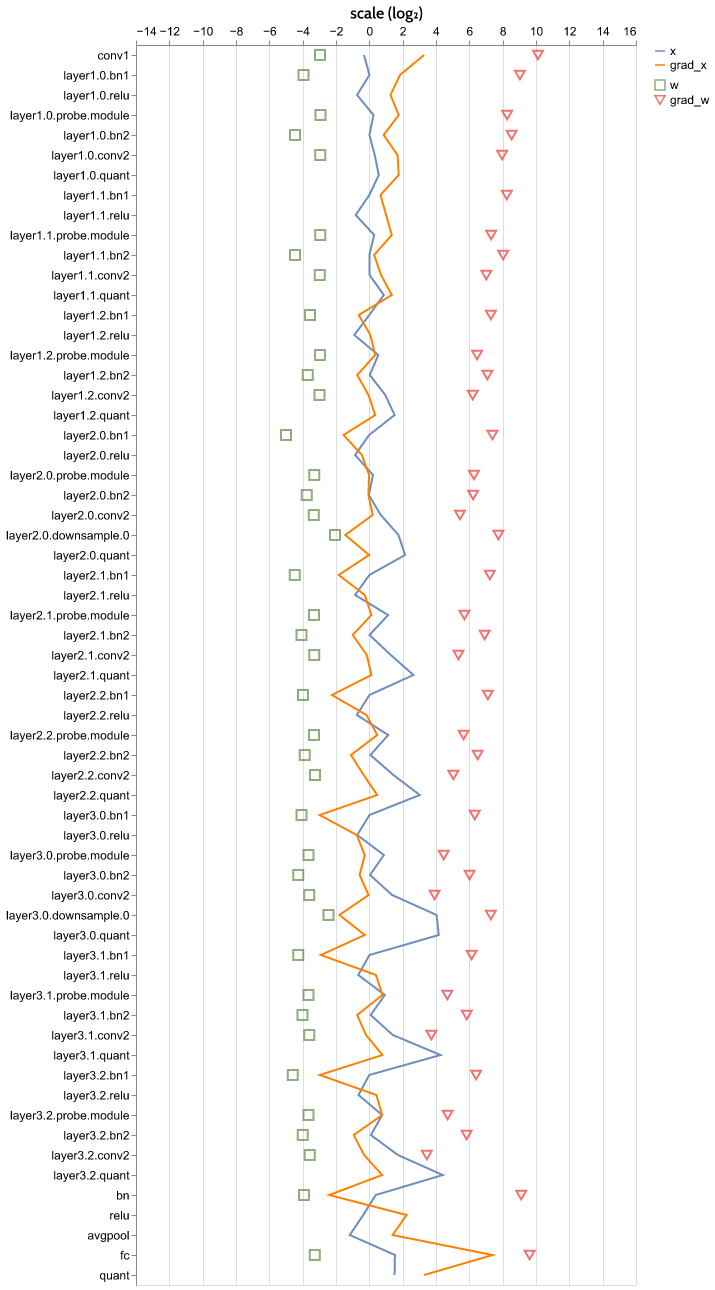 scale (log₂)
−14 −12 −10 −8 −6 −4 −2 0 2 4 6 8 10 12 14 16
x
grad_x
w
grad_w
conv1
layer1.0.bn1
layer1.0.relu
layer1.0.probe.module
layer1.0.bn2
layer1.0.conv2
layer1.0.quant
layer1.1.bn1
layer1.1.relu
layer1.1.probe.module
layer1.1.bn2
layer1.1.conv2
layer1.1.quant
layer1.2.bn1
layer1.2.relu
layer1.2.probe.module
layer1.2.bn2
layer1.2.conv2
layer1.2.quant
layer2.0.bn1
layer2.0.relu
layer2.0.probe.module
layer2.0.bn2
layer2.0.conv2
layer2.0.downsample.0
layer2.0.quant
layer2.1.bn1
layer2.1.relu
layer2.1.probe.module
layer2.1.bn2
layer2.1.conv2
layer2.1.quant
layer2.2.bn1
layer2.2.relu
layer2.2.probe.module
layer2.2.bn2
layer2.2.conv2
layer2.2.quant
layer3.0.bn1
layer3.0.relu
layer3.0.probe.module
layer3.0.bn2
layer3.0.conv2
layer3.0.downsample.0
layer3.0.quant
layer3.1.bn1
layer3.1.relu
layer3.1.probe.module
layer3.1.bn2
layer3.1.conv2
layer3.1.quant
layer3.2.bn1
layer3.2.relu
layer3.2.probe.module
layer3.2.bn2
layer3.2.conv2
layer3.2.quant
bn
relu
avgpool
fc
quant